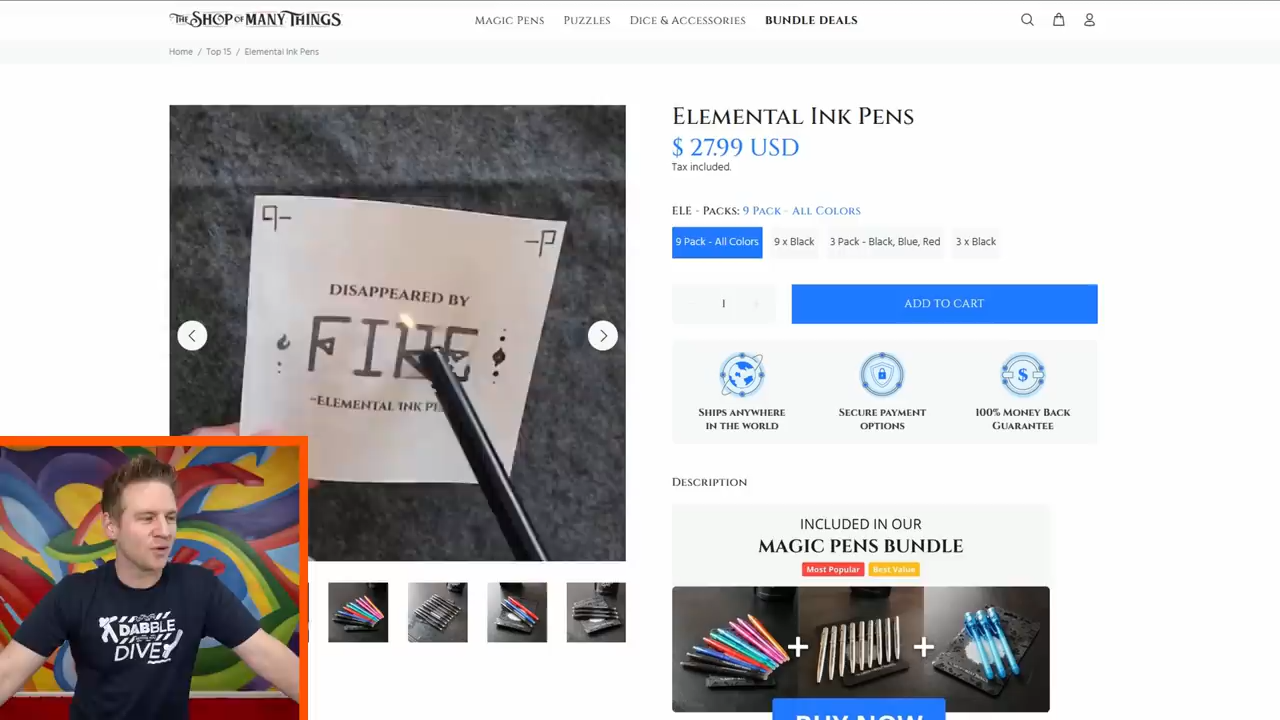 THE SHOP OF MANY THINGS
MAGIC PENS PUZZLES DICE & ACCESSORIES BUNDLE DEALS
Home / Top 15 / Elemental Ink Pens
ELEMENTAL INK PENS
$ 27.99 USD
Tax included.
ELE - PACKS: 9 PACK - ALL COLORS
9 Pack - All Colors 9 x Black 3 Pack - Black, Blue, Red 3 x Black
1
ADD TO CART
SHIPS ANYWHERE IN THE WORLD
SECURE PAYMENT OPTIONS
100% MONEY BACK GUARANTEE
DESCRIPTION
INCLUDED IN OUR
MAGIC PENS BUNDLE
Most Popular Best Value
BUY NOW
DISAPPEARED BY
FIRE
~ELEMENTAL INK
DABBLE
DIVE